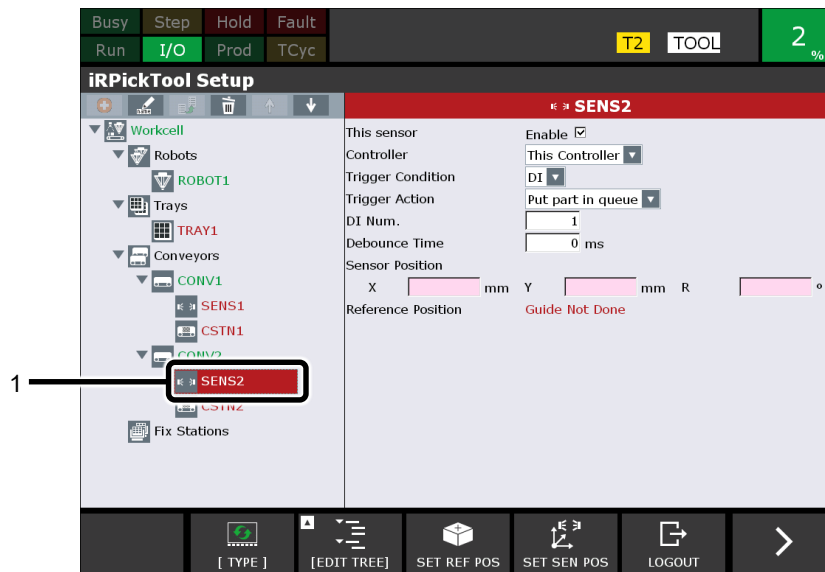 Busy Step Hold Fault
Run I/O Prod TCyc
T2 TOOL
2 %
iRPickTool Setup
SENS2
Workcell
Robots
ROBOT1
Trays
TRAY1
Conveyors
CONV1
SENS1
CSTN1
CONV2
1
SENS2
CSTN2
Fix Stations
This sensor Enable
Controller This Controller
Trigger Condition DI
Trigger Action Put part in queue
DI Num. 1
Debounce Time 0 ms
Sensor Position
X mm Y mm R °
Reference Position Guide Not Done
[ TYPE ] [EDIT TREE] SET REF POS SET SEN POS LOGOUT